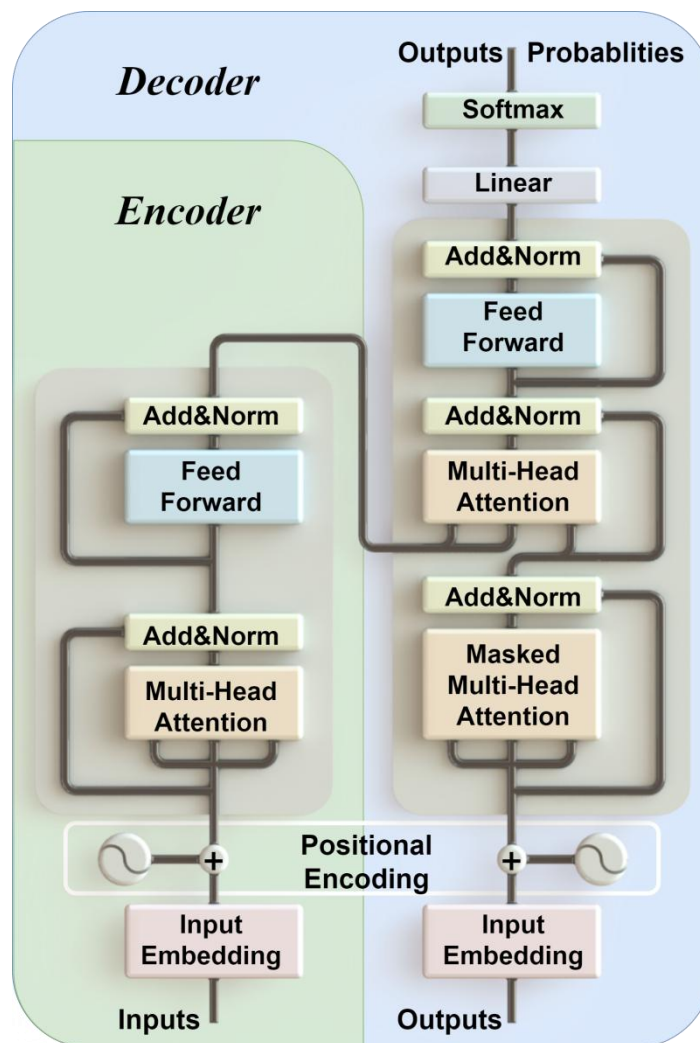 Outputs Probablities
Decoder
Softmax
Linear
Encoder
Add&Norm
Feed
Forward
Add&Norm
Multi-Head
Attention
Add&Norm
Masked
Multi-Head
Attention
Add&Norm
Feed
Forward
Add&Norm
Multi-Head
Attention
Positional
Encoding
Input
Embedding
Input
Embedding
Inputs
Outputs